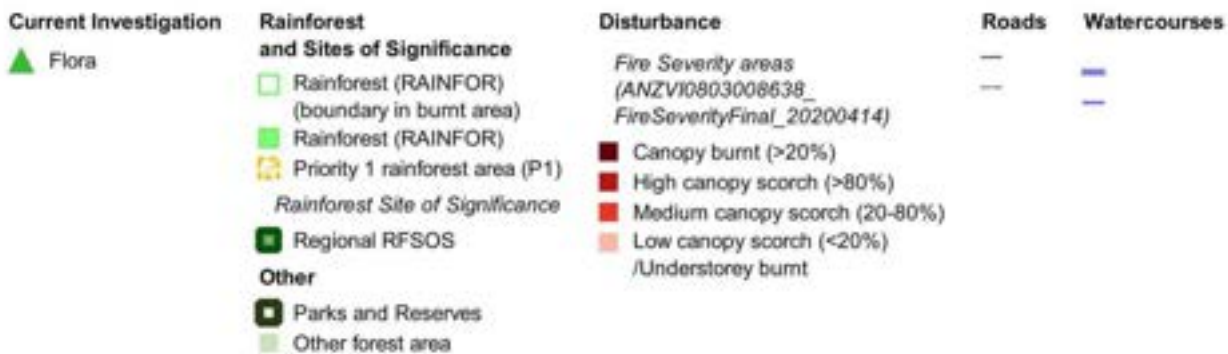 Current Investigation
Flora
Rainforest
and Sites of Significance
Rainforest (RAINFOR)
(boundary in burnt area)
Rainforest (RAINFOR)
Priority 1 rainforest area (P1)
Rainforest Site of Significance
Regional RFSOS
Other
Parks and Reserves
Other forest area
Disturbance
Fire Severity areas
(ANZVI0803008638_
FireSeverityFinal_20200414)
Canopy burnt (>20%)
High canopy scorch (>80%)
Medium canopy scorch (20-80%)
Low canopy scorch (<20%)
/Understorey burnt
Roads
Watercourses